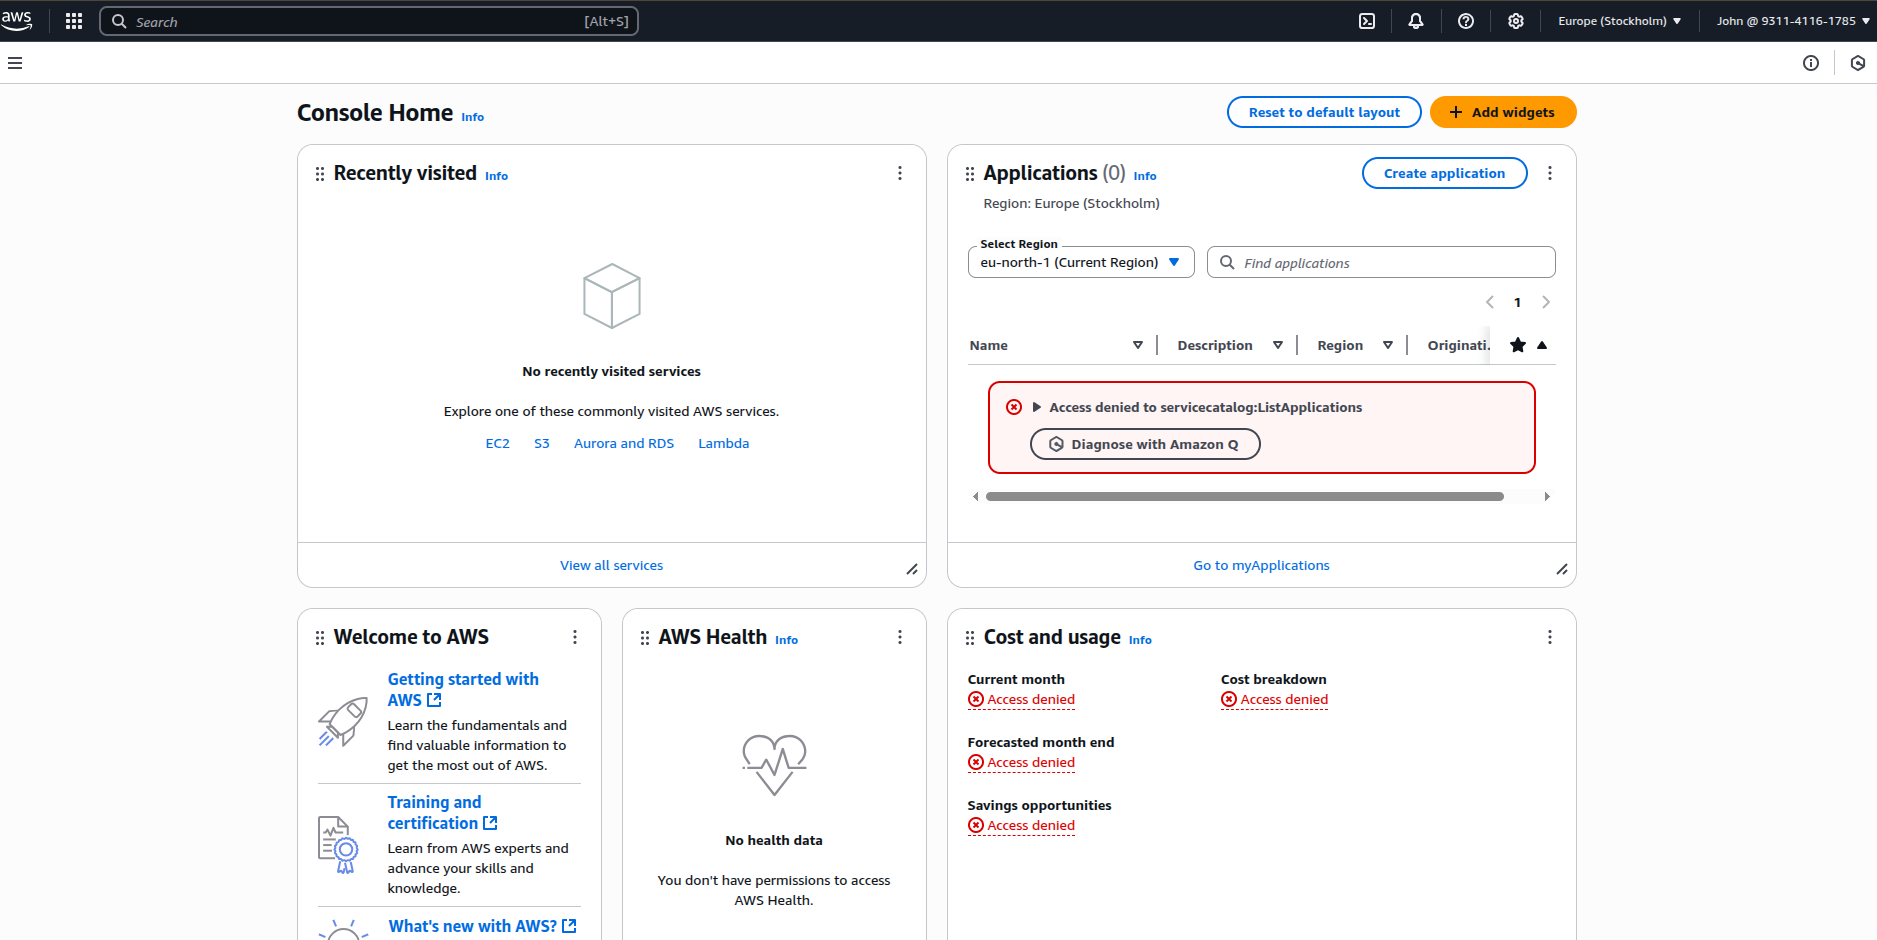 aws
Search
[Alt+S]
Europe (Stockholm)
John @ 9311-4116-1785
Console Home Info
Reset to default layout
Add widgets
Recently visited Info
No recently visited services
Explore one of these commonly visited AWS services.
EC2 S3 Aurora and RDS Lambda
View all services
Applications (0) Info
Create application
Region: Europe (Stockholm)
Select Region
eu-north-1 (Current Region)
Find applications
1
Name Description Region Originati.
Access denied to servicecatalog:ListApplications
Diagnose with Amazon Q
Go to myApplications
Welcome to AWS
Getting started with
AWS
Learn the fundamentals and
find valuable information to
get the most out of AWS.
Training and
certification
Learn from AWS experts and
advance your skills and
knowledge.
What's new with AWS?
AWS Health Info
No health data
You don't have permissions to access
AWS Health.
Cost and usage Info
Current month
Access denied
Cost breakdown
Access denied
Forecasted month end
Access denied
Savings opportunities
Access denied